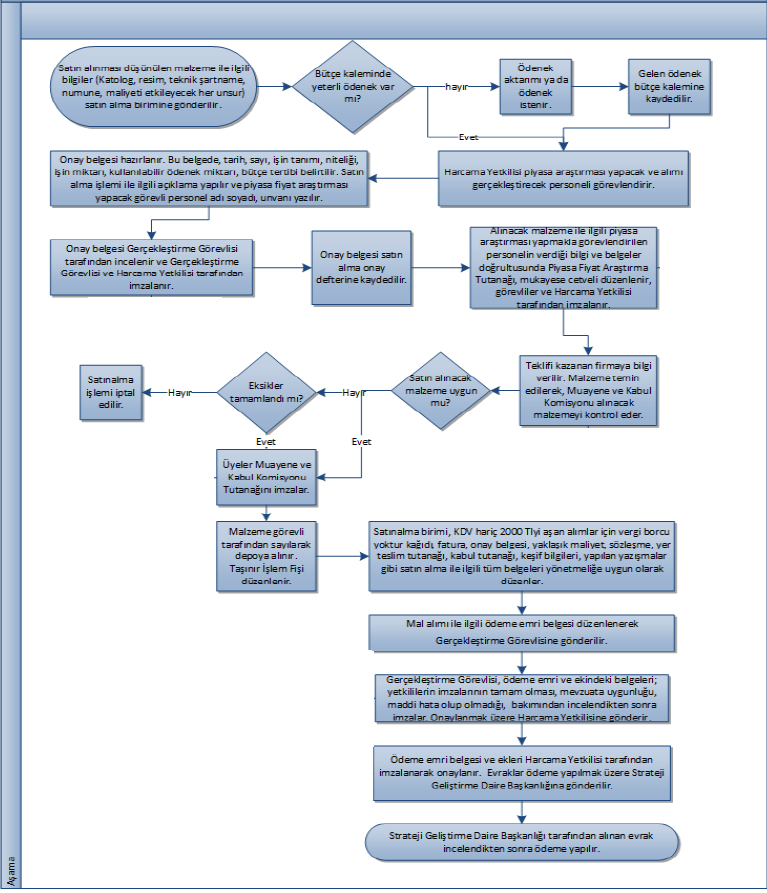 Satın alınması düşünülen malzeme ile ilgili
bilgiler (Katolog, resim, teknik şartname,
numune, maliyeti etkileyecek her unsur)
satın alma birimine gönderilir.
Bütçe kaleminde
yeterli ödenek var
mı?
hayır
Ödenek
aktarımı ya da
ödenek
istenir.
Gelen ödenek
bütçe kalemine
kaydedilir.
Evet
Harcama Yetkilisi piyasa araştırması yapacak ve alımı
gerçekleştirecek personeli görevlendirir.
Onay belgesi hazırlanır. Bu belgede, tarih, sayı, işin tanımı, niteliği,
işin miktarı, kullanılabilir ödenek miktarı, bütçe tertibi belirtilir. Satın
alma işlemi ile ilgili açıklama yapılır ve piyasa fiyat araştırması
yapacak görevli personel adı soyadı, unvanı yazılır.
Onay belgesi Gerçekleştirme Görevlisi
tarafından incelenir ve Gerçekleştirme
Görevlisi ve Harcama Yetkilisi tarafından
imzalanır.
Onay belgesi satın
alma onay
defterine kaydedilir.
Alınacak malzeme ile ilgili piyasa
araştırması yapmakla görevlendirilen
personelin verdiği bilgi ve belgeler
doğrultusunda Piyasa Fiyat Araştırma
Tutanağı, mukayese cetveli düzenlenir,
görevliler ve Harcama Yetkilisi
tarafından imzalanır.
Teklifi kazanan firmaya bilgi
verilir. Malzeme temin
edilerek, Muayene ve Kabul
Komisyonu alınacak
malzemeyi kontrol eder.
Satın alınacak
malzeme uygun
mu?
Hayır
Eksikler
tamamlandı mı?
Hayır
Satınalma
işlemi iptal
edilir.
Evet
Evet
Üyeler Muayene ve
Kabul Komisyonu
Tutanağını imzalar.
Malzeme görevli
tarafından sayılarak
depoya alınır.
Taşınır İşlem Fişi
düzenlenir.
Satınalma birimi, KDV hariç 2000 Tlyi aşan alımlar için vergi borcu
yoktur kağıdı, fatura, onay belgesi, yaklaşık maliyet, sözleşme, yer
teslim tutanağı, kabul tutanağı, keşif bilgileri, yapılan yazışmalar
gibi satın alma ile ilgili tüm belgeleri yönetmeliğe uygun olarak
düzenler.
Mal alımı ile ilgili ödeme emri belgesi düzenlenerek
Gerçekleştirme Görevlisine gönderilir.
Gerçekleştirme Görevlisi, ödeme emri ve ekindeki belgeleri;
yetkililerin imzalarının tamam olması, mevzuata uygunluğu,
maddi hata olup olmadığı, bakımından incelendikten sonra
imzalar. Onaylanmak üzere Harcama Yetkilisine gönderir.
Ödeme emri belgesi ve ekleri Harcama Yetkilisi tarafından
imzalanarak onaylanır. Evraklar ödeme yapılmak üzere Strateji
Geliştirme Daire Başkanlığına gönderilir.
Strateji Geliştirme Daire Başkanlığı tarafından alınan evrak
incelendikten sonra ödeme yapılır.
Aşama